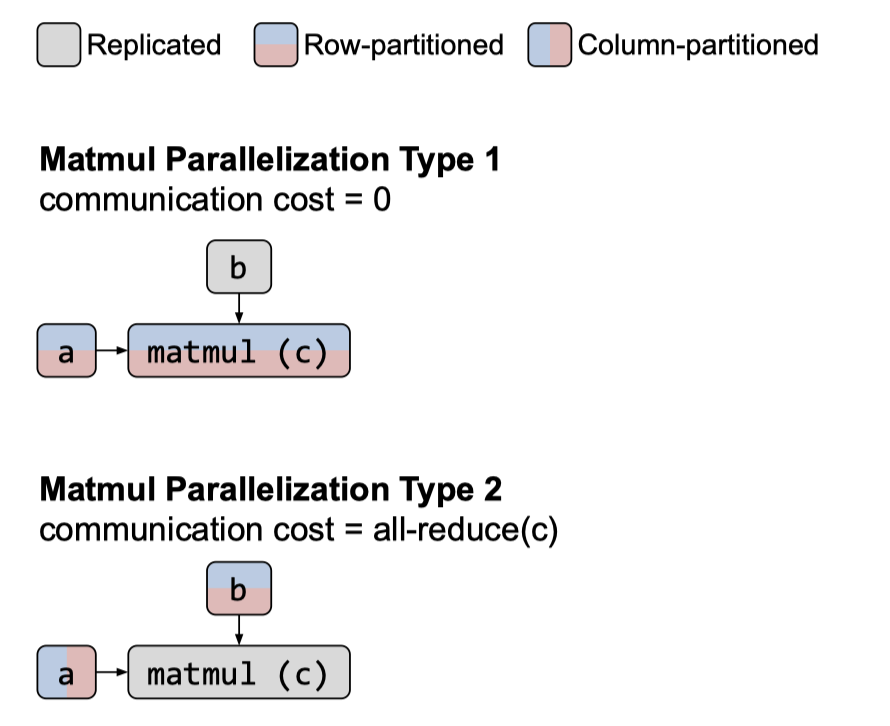 Replicated Row-partitioned Column-partitioned
Matmul Parallelization Type 1
communication cost = 0
b
a matmul (c)
Matmul Parallelization Type 2
communication cost = all-reduce(c)
b
a matmul (c)